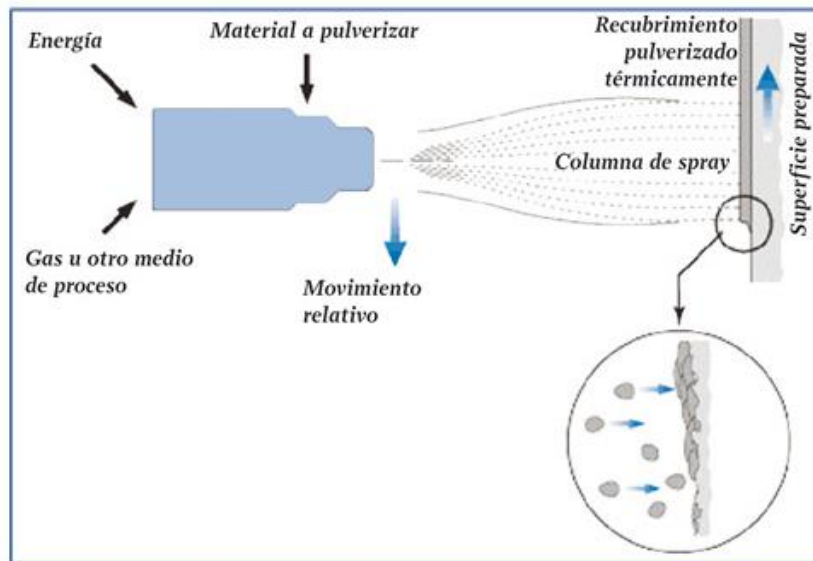 Energía
Material a pulverizar
Recubrimiento
pulverizado
térmicamente
Superficie preparada
Columna de spray
Gas u otro medio
de proceso
Movimiento
relativo